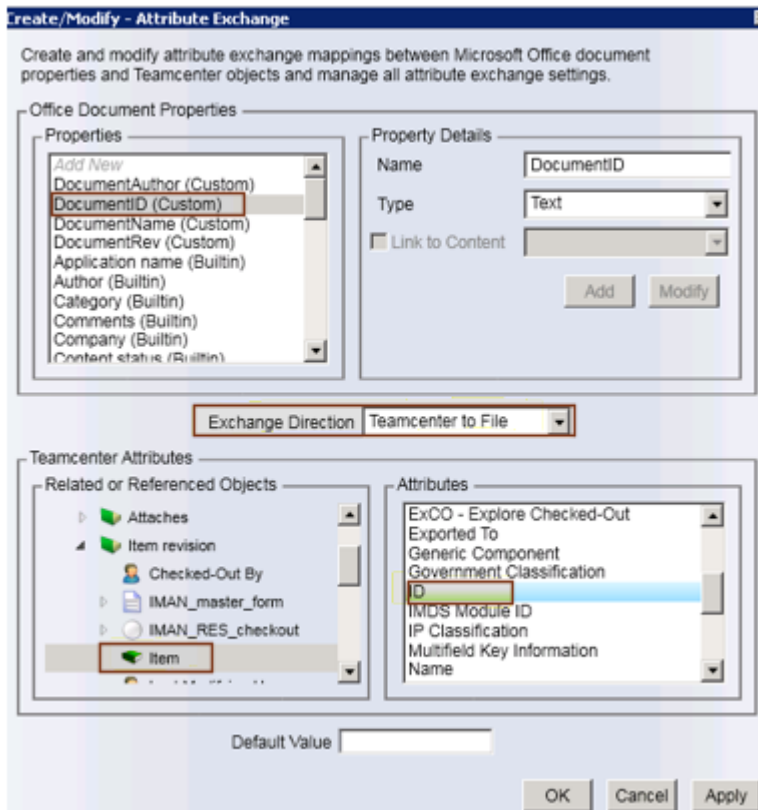 Create/Modify - Attribute Exchange
Create and modify attribute exchange mappings between Microsoft Office document
properties and Teamcenter objects and manage all attribute exchange settings.
Office Document Properties
Properties
Add New
DocumentAuthor (Custom)
DocumentID (Custom)
DocumentName (Custom)
DocumentRev (Custom)
Application name (Builtin)
Author (Builtin)
Category (Builtin)
Comments (Builtin)
Company (Builtin)
Content status (Builtin)
Property Details
Name DocumentID
Type Text
Link to Content
Add Modify
Exchange Direction Teamcenter to File
Teamcenter Attributes
Related or Referenced Objects
Attaches
Item revision
Checked-Out By
IMAN_master_form
IMAN_RES_checkout
Item
Attributes
ExCO - Explore Checked-Out
Exported To
Generic Component
Government Classification
ID
IMDS Module ID
IP Classification
Multifield Key Information
Name
Default Value
OK Cancel Apply